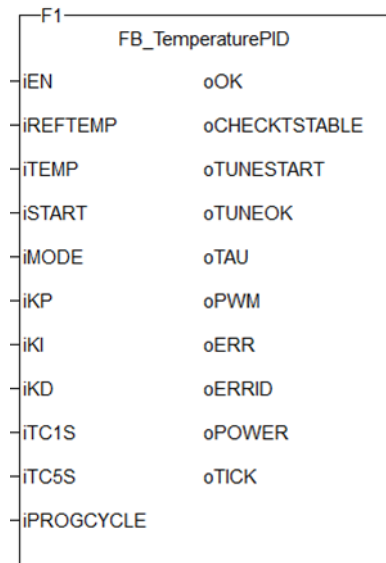 F1
FB_TemperaturePID
iEN oOK
iREFTEMP oCHECKTSTABLE
iTEMP oTUNESTART
iSTART oTUNEOK
iMODE oTAU
iKP oPWM
iKI oERR
iKD oERRID
iTC1S oPOWER
iTC5S oTICK
iPROGCYCLE